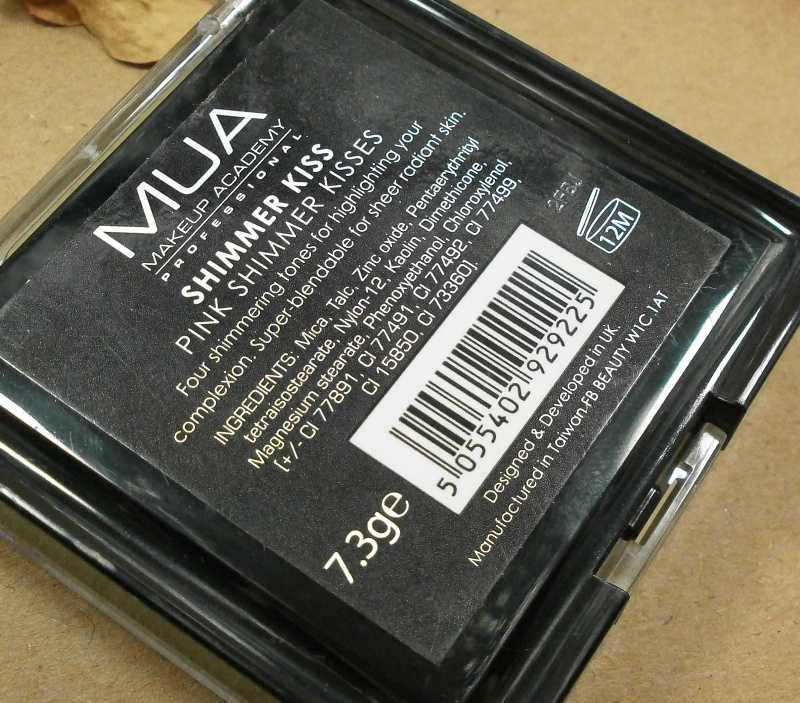 MUA
MAKEUP ACADEMY
PROFESSIONAL
SHIMMER KISS
PINK SHIMMER KISSES
Four shimmering tones for highlighting your
complexion. Super-blendable for sheer radiant skin.
INGREDIENTS. Mica, Talc, Zinc oxide, Pentaerythrityl
tetraisostearate, Nylon-12, Kaolin, Dimethicone,
Magnesium stearate, Phenoxyethanol, Chloroxylenol,
[+/- CI 77891, CI 77491, CI 77492, CI 77499,
CI 15850, CI 73360]
12M
5 055402 929225
7.3ge
Designed & Developed in UK.
Manufactured in Taiwan.FB BEAUTY W1C 1AT